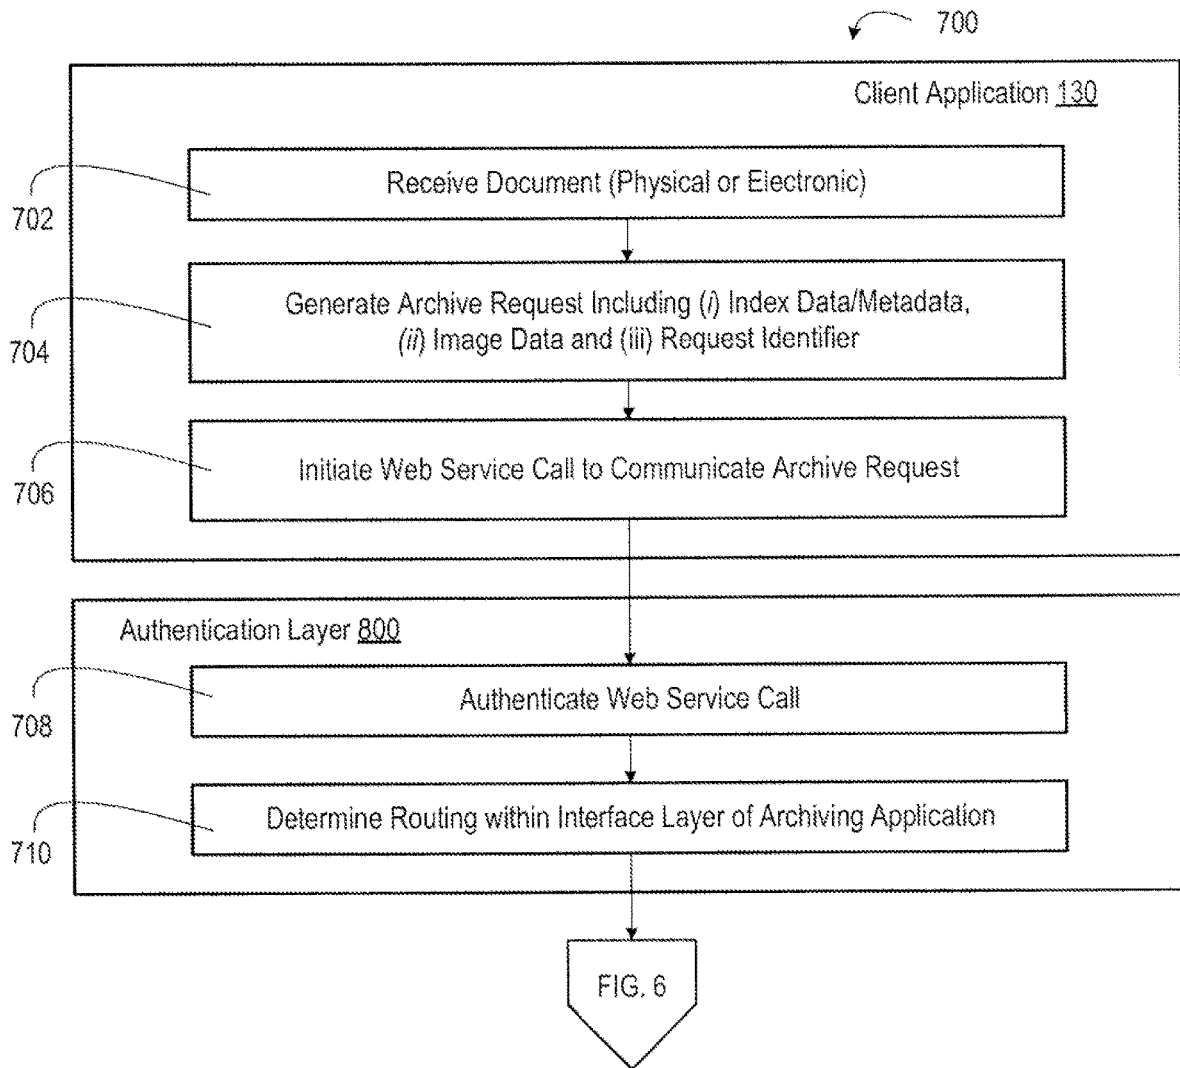 700
Client Application 130
Receive Document (Physical or Electronic)
702
Generate Archive Request Including (i) Index Data/Metadata,
(ii) Image Data and (iii) Request Identifier
704
Initiate Web Service Call to Communicate Archive Request
706
Authentication Layer 800
Authenticate Web Service Call
708
Determine Routing within Interface Layer of Archiving Application
710
FIG. 6